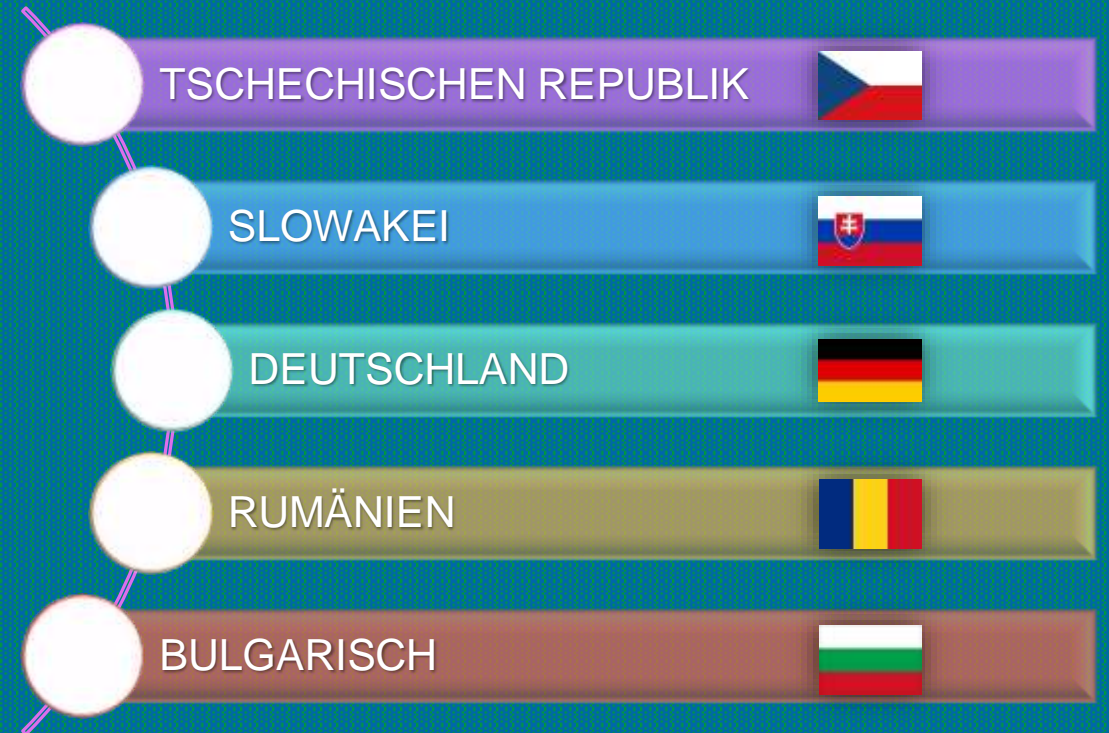 TSCHECHISCHEN REPUBLIK
SLOWAKEI
DEUTSCHLAND
RUMÄNIEN
BULGARISCH